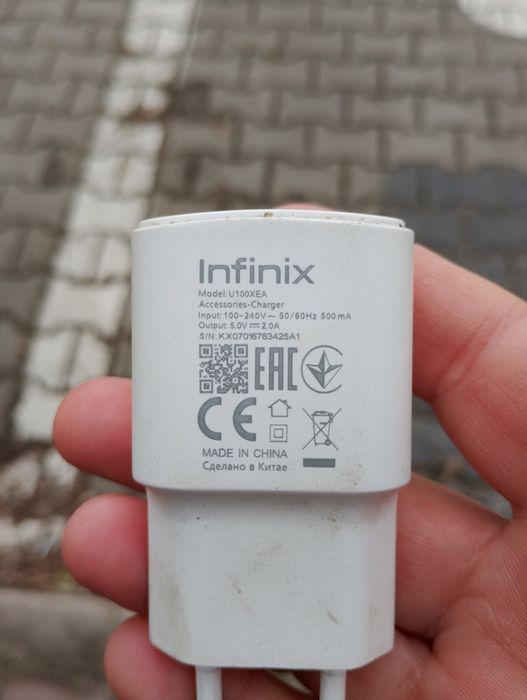 Infinix
Model:U100XEA
Accessories-Charger
Input: 100-240V~ 50/60Hz 500mA
Output: 5.0V⎓2.0A
S/N:KX07016763425A1
EAC
CE
MADE IN CHINA
Сделано в Китае